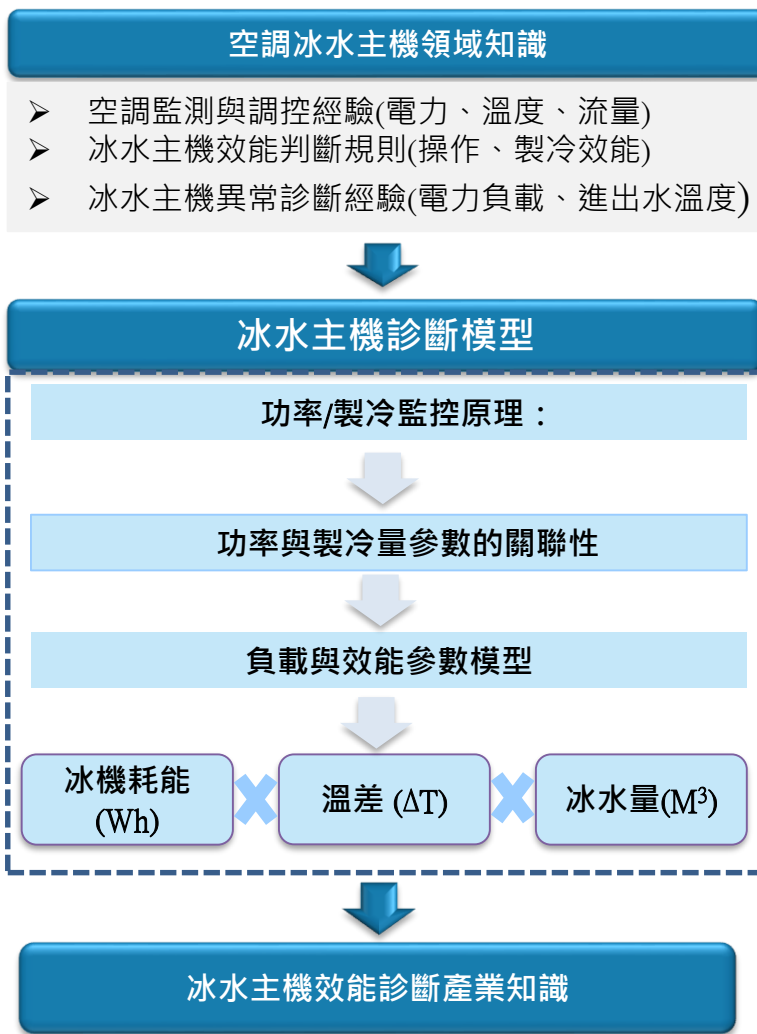 空調冰水主機領域知識
➢ 空調監測與調控經驗(電力、溫度、流量)
➢ 冰水主機效能判斷規則(操作、製冷效能)
➢ 冰水主機異常診斷經驗(電力負載、進出水溫度)
冰水主機診斷模型
功率/製冷監控原理：
功率與製冷量參數的關聯性
負載與效能參數模型
冰機耗能
(Wh)
溫差 (ΔT)
冰水量(M³)
冰水主機效能診斷產業知識